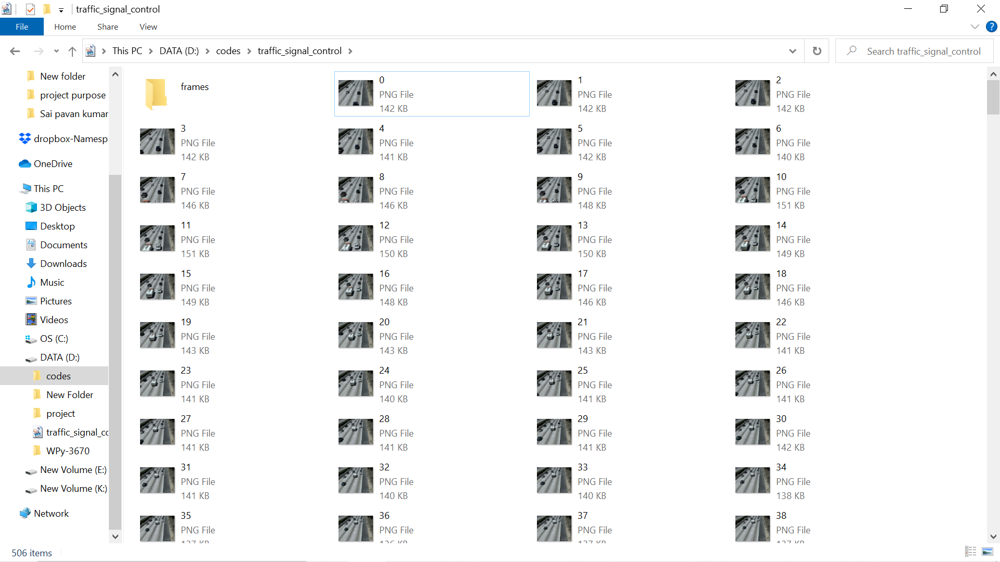 traffic_signal_control
File Home Share View
This PC DATA (D:) codes traffic_signal_control
Search traffic_signal_control
New folder
project purpose
Sai pavan kumar
dropbox-Namesp
OneDrive
This PC
3D Objects
Desktop
Documents
Downloads
Music
Pictures
Videos
OS (C:)
DATA (D:)
codes
New Folder
project
traffic_signal_co
WPy-3670
New Volume (E:)
New Volume (K:)
Network
frames
0
PNG File
142 KB
1
PNG File
142 KB
2
PNG File
142 KB
3
PNG File
142 KB
4
PNG File
141 KB
5
PNG File
142 KB
6
PNG File
140 KB
7
PNG File
146 KB
8
PNG File
146 KB
9
PNG File
148 KB
10
PNG File
151 KB
11
PNG File
151 KB
12
PNG File
150 KB
13
PNG File
150 KB
14
PNG File
149 KB
15
PNG File
149 KB
16
PNG File
148 KB
17
PNG File
146 KB
18
PNG File
146 KB
19
PNG File
143 KB
20
PNG File
143 KB
21
PNG File
143 KB
22
PNG File
141 KB
23
PNG File
141 KB
24
PNG File
140 KB
25
PNG File
141 KB
26
PNG File
141 KB
27
PNG File
141 KB
28
PNG File
141 KB
29
PNG File
141 KB
30
PNG File
142 KB
31
PNG File
141 KB
32
PNG File
140 KB
33
PNG File
140 KB
34
PNG File
138 KB
35
PNG File
36
PNG File
37
PNG File
38
PNG File
506 items